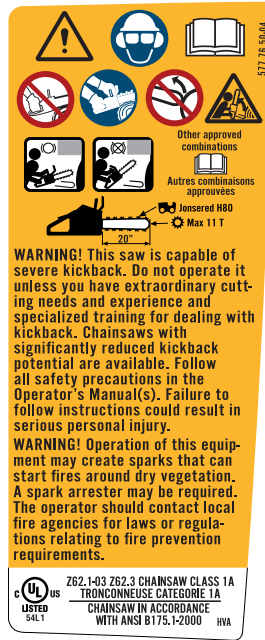 577 76 50-04
Other approved
combinations
Autres combinaisons
approuvées
Jonsered H80
Max 11 T
20"
WARNING! This saw is capable of
severe kickback. Do not operate it
unless you have extraordinary cutt-
ing needs and experience and
specialized training for dealing with
kickback. Chainsaws with
significantly reduced kickback
potential are available. Follow
all safety precautions in the
Operator's Manual(s). Failure to
follow instructions could result in
serious personal injury.
WARNING! Operation of this equip-
ment may create sparks that can
start fires around dry vegetation.
A spark arrester may be required.
The operator should contact local
fire agencies for laws or regula-
tions relating to fire prevention
requirements.
C UL US
LISTED
54L1
Z62.1-03 Z62.3 CHAINSAW CLASS 1A
TRONCONNEUSE CATEGORIE 1A
CHAINSAW IN ACCORDANCE
WITH ANSI B175.1-2000
HVA